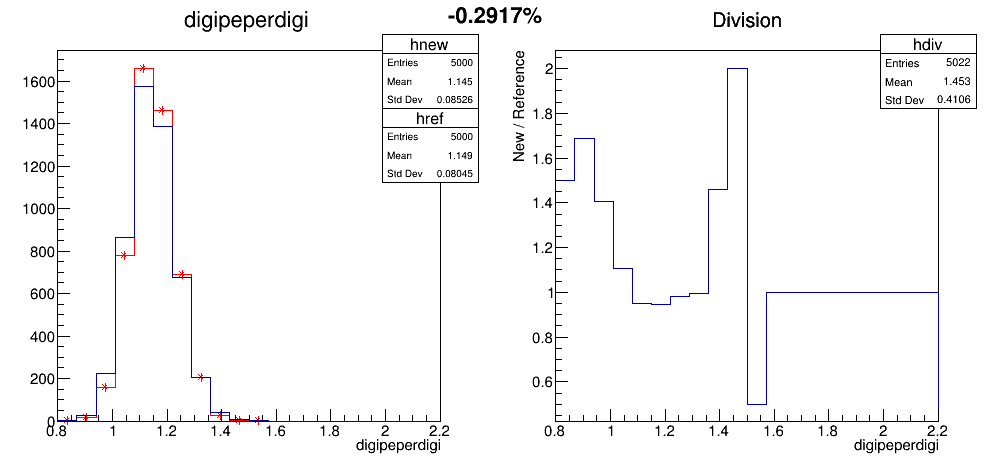 -0.2917%
digipeperdigi
hnew
Entries 5000
Mean 1.145
Std Dev 0.08526
href
Entries 5000
Mean 1.149
Std Dev 0.08045
1600
1400
1200
1000
800
600
400
200
0
0.8 1 1.2 1.4 1.6 1.8 2 2.2
digipeperdigi
Division
hdiv
Entries 5022
Mean 1.453
Std Dev 0.4106
New / Reference
2
1.8
1.6
1.4
1.2
1
0.8
0.6
0.8 1 1.2 1.4 1.6 1.8 2 2.2
digipeperdigi